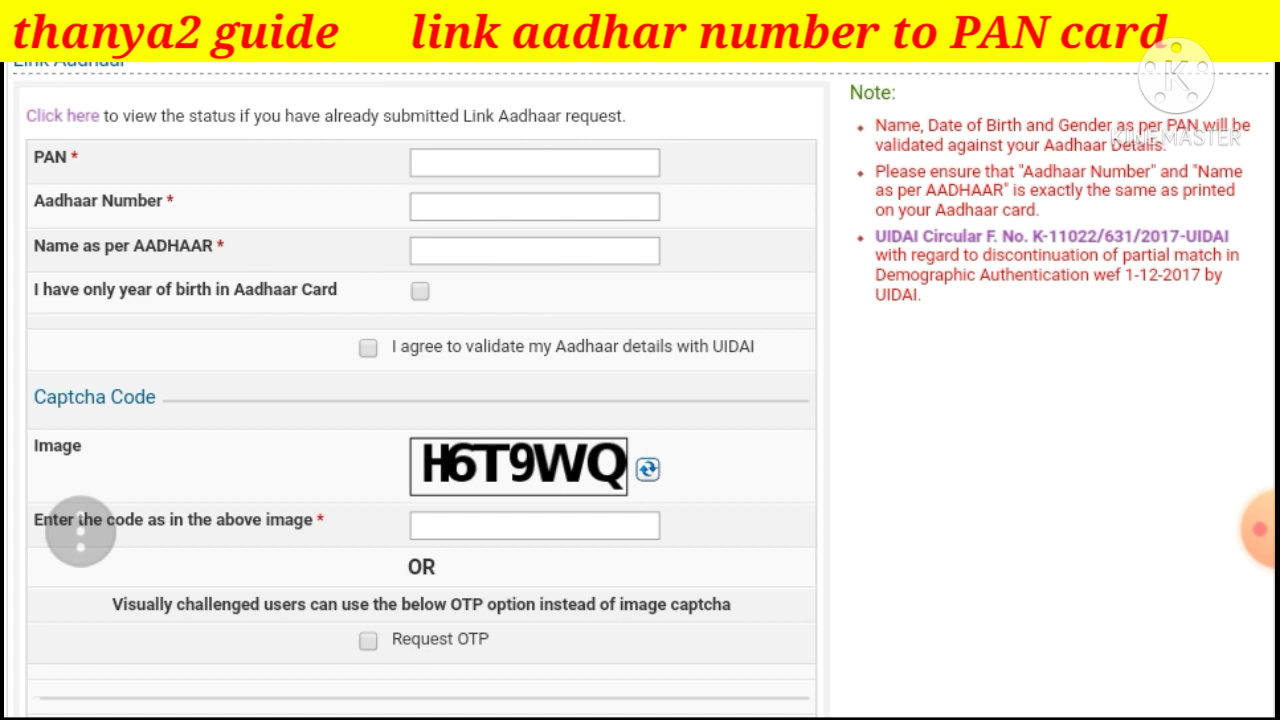 thanya2 guide link aadhar number to PAN card
Link Aadhaar
Click here to view the status if you have already submitted Link Aadhaar request.
PAN *
Aadhaar Number *
Name as per AADHAAR *
I have only year of birth in Aadhaar Card
I agree to validate my Aadhaar details with UIDAI
Captcha Code
Image
H6T9WQ
Enter the code as in the above image *
OR
Visually challenged users can use the below OTP option instead of image captcha
Request OTP
Note:
Name, Date of Birth and Gender as per PAN will be
validated against your Aadhaar Details.
Please ensure that "Aadhaar Number" and "Name
as per AADHAAR" is exactly the same as printed
on your Aadhaar card.
UIDAI Circular F. No. K-11022/631/2017-UIDAI
with regard to discontinuation of partial match in
Demographic Authentication wef 1-12-2017 by
UIDAI.
K
KINEMASTER